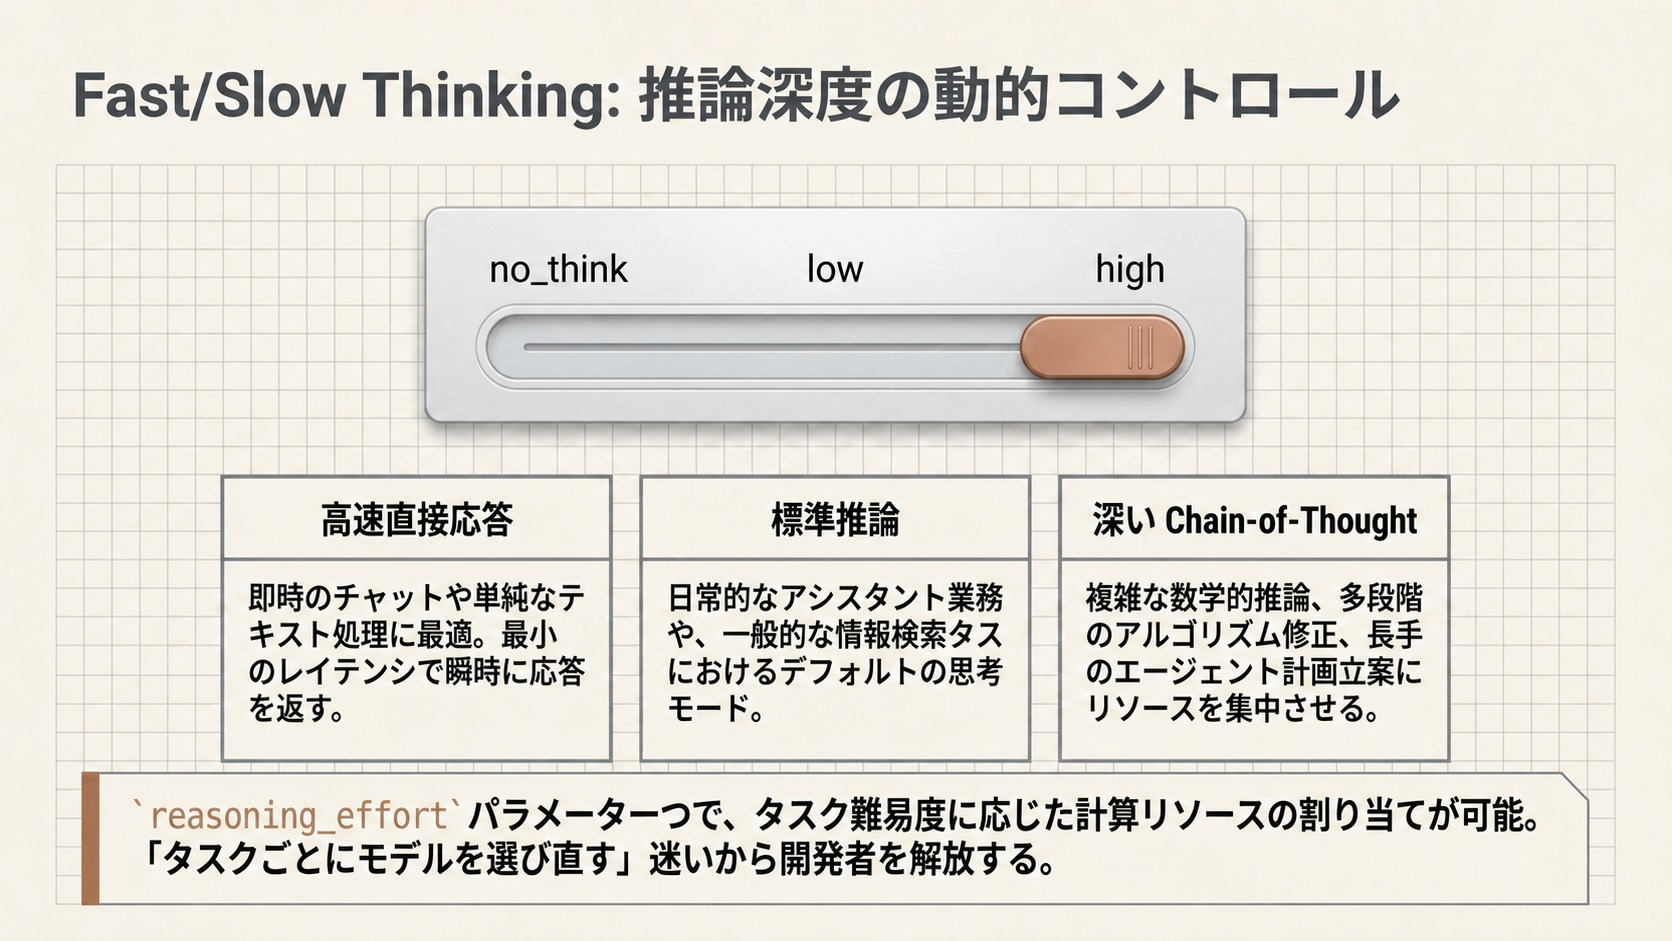 Fast/Slow Thinking: 推論深度の動的コントロール
no_think
low
high
高速直接応答
即時のチャットや単純なテ
キスト処理に最適。最小
のレイテンシで瞬時に応答
を返す。
標準推論
日常的なアシスタント業務
や、一般的な情報検索タス
におけるデフォルトの思考
モード。
深い Chain-of-Thought
複雑な数学的推論、多段階
のアルゴリズム修正、長手
のエージェント計画立案に
リソースを集中させる。
`reasoning_effort`パラメーター一つで、タスク難易度に応じた計算リソースの割り当てが可能。
「タスクごとにモデルを選び直す」迷いから開発者を解放する。